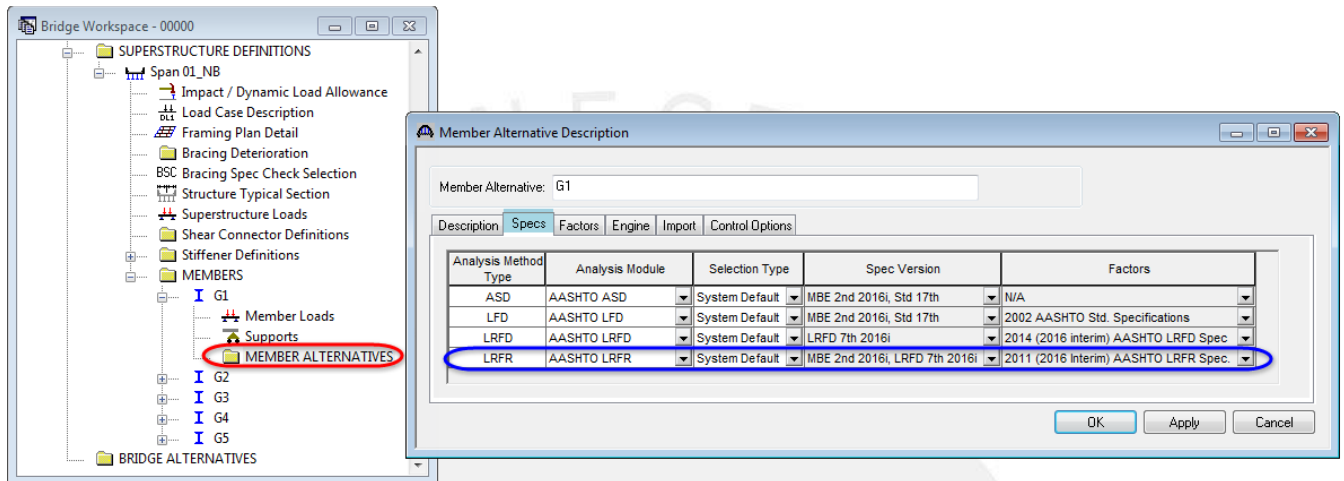 Bridge Workspace - 00000
SUPERSTRUCTURE DEFINITIONS
Span 01_NB
Impact / Dynamic Load Allowance
DL1 Load Case Description
Framing Plan Detail
Bracing Deterioration
BSC Bracing Spec Check Selection
Structure Typical Section
Superstructure Loads
Shear Connector Definitions
Stiffener Definitions
MEMBERS
G1
Member Loads
Supports
MEMBER ALTERNATIVES
G2
G3
G4
G5
BRIDGE ALTERNATIVES
Member Alternative Description
Member Alternative: G1
Description Specs Factors Engine Import Control Options
Analysis Method Type Analysis Module Selection Type Spec Version Factors
ASD AASHTO ASD System Default MBE 2nd 2016i, Std 17th N/A
LFD AASHTO LFD System Default MBE 2nd 2016i, Std 17th 2002 AASHTO Std. Specifications
LRFD AASHTO LRFD System Default LRFD 7th 2016i 2014 (2016 interim) AASHTO LRFD Spec
LRFR AASHTO LRFR System Default MBE 2nd 2016i, LRFD 7th 2016i 2011 (2016 Interim) AASHTO LRFR Spec.
OK Apply Cancel